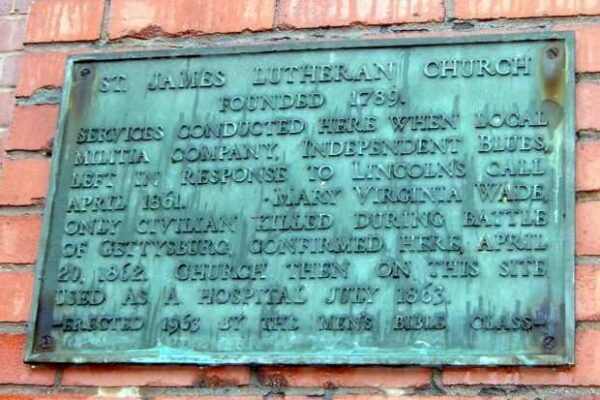 ST. JAMES LUTHERAN CHURCH
FOUNDED 1789.
SERVICES CONDUCTED HERE WHEN LOCAL
MILITIA COMPANY, INDEPENDENT BLUES,
LEFT IN RESPONSE TO LINCOLN'S CALL
APRIL 1861. MARY VIRGINIA WADE,
ONLY CIVILIAN KILLED DURING BATTLE
OF GETTYSBURG, CONFIRMED HERE, APRIL
20, 1862. CHURCH THEN ON THIS SITE
USED AS A HOSPITAL JULY 1863.
-ERECTED 1963 BY THE MEN'S BIBLE CLASS-